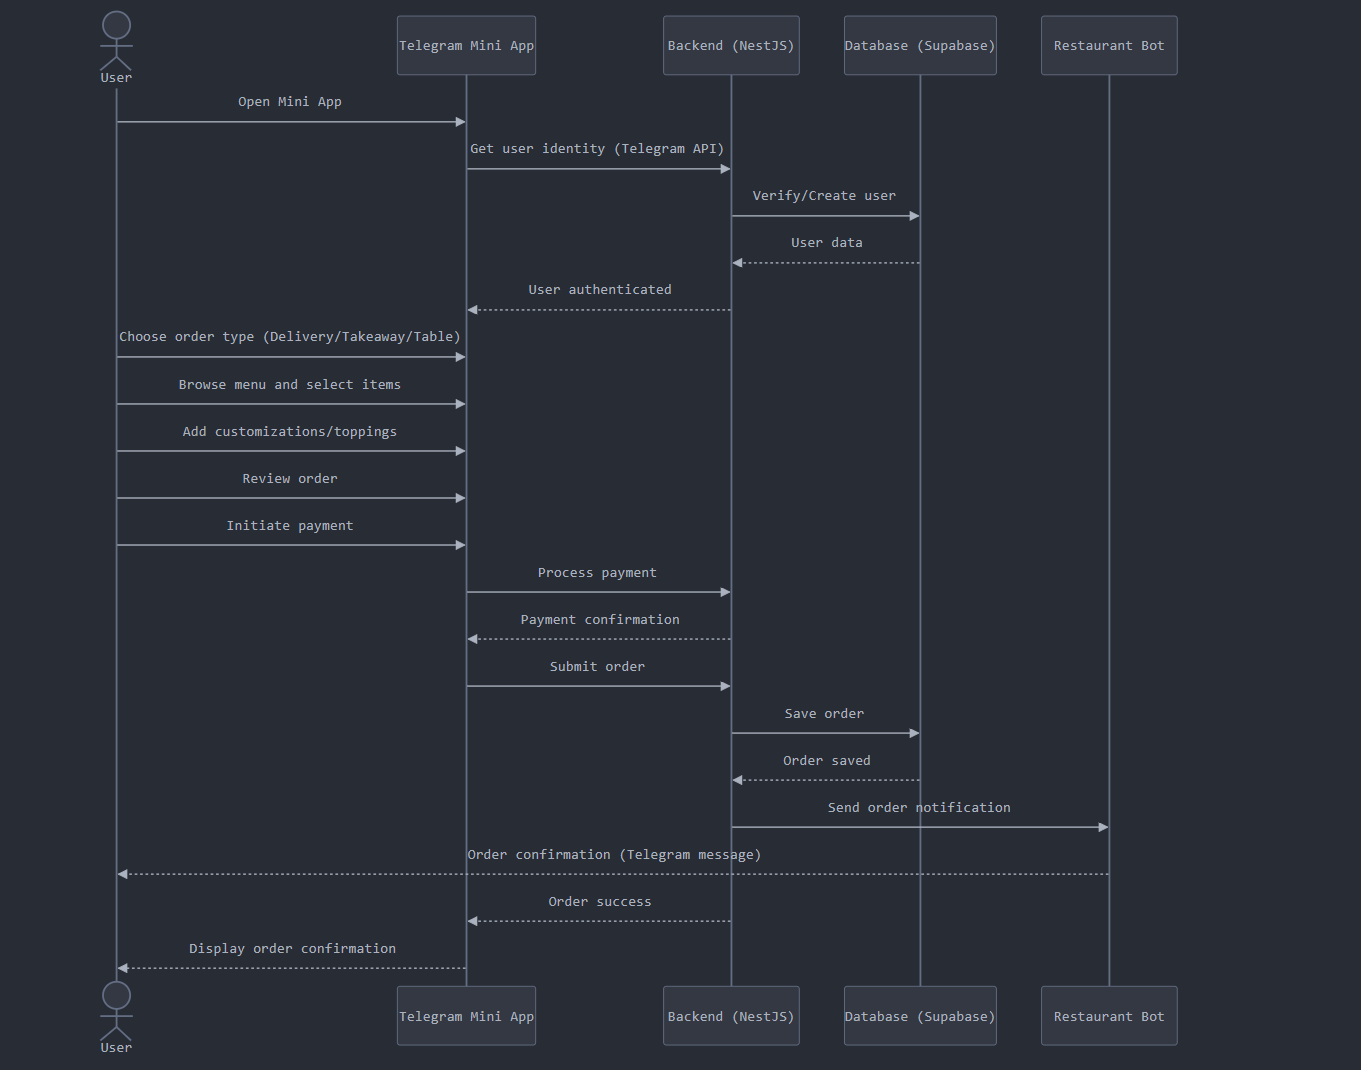 User
Telegram Mini App
Backend (NestJS)
Database (Supabase)
Restaurant Bot
Open Mini App
Get user identity (Telegram API)
Verify/Create user
User data
User authenticated
Choose order type (Delivery/Takeaway/Table)
Browse menu and select items
Add customizations/toppings
Review order
Initiate payment
Process payment
Payment confirmation
Submit order
Save order
Order saved
Send order notification
Order confirmation (Telegram message)
Order success
Display order confirmation
User
Telegram Mini App
Backend (NestJS)
Database (Supabase)
Restaurant Bot